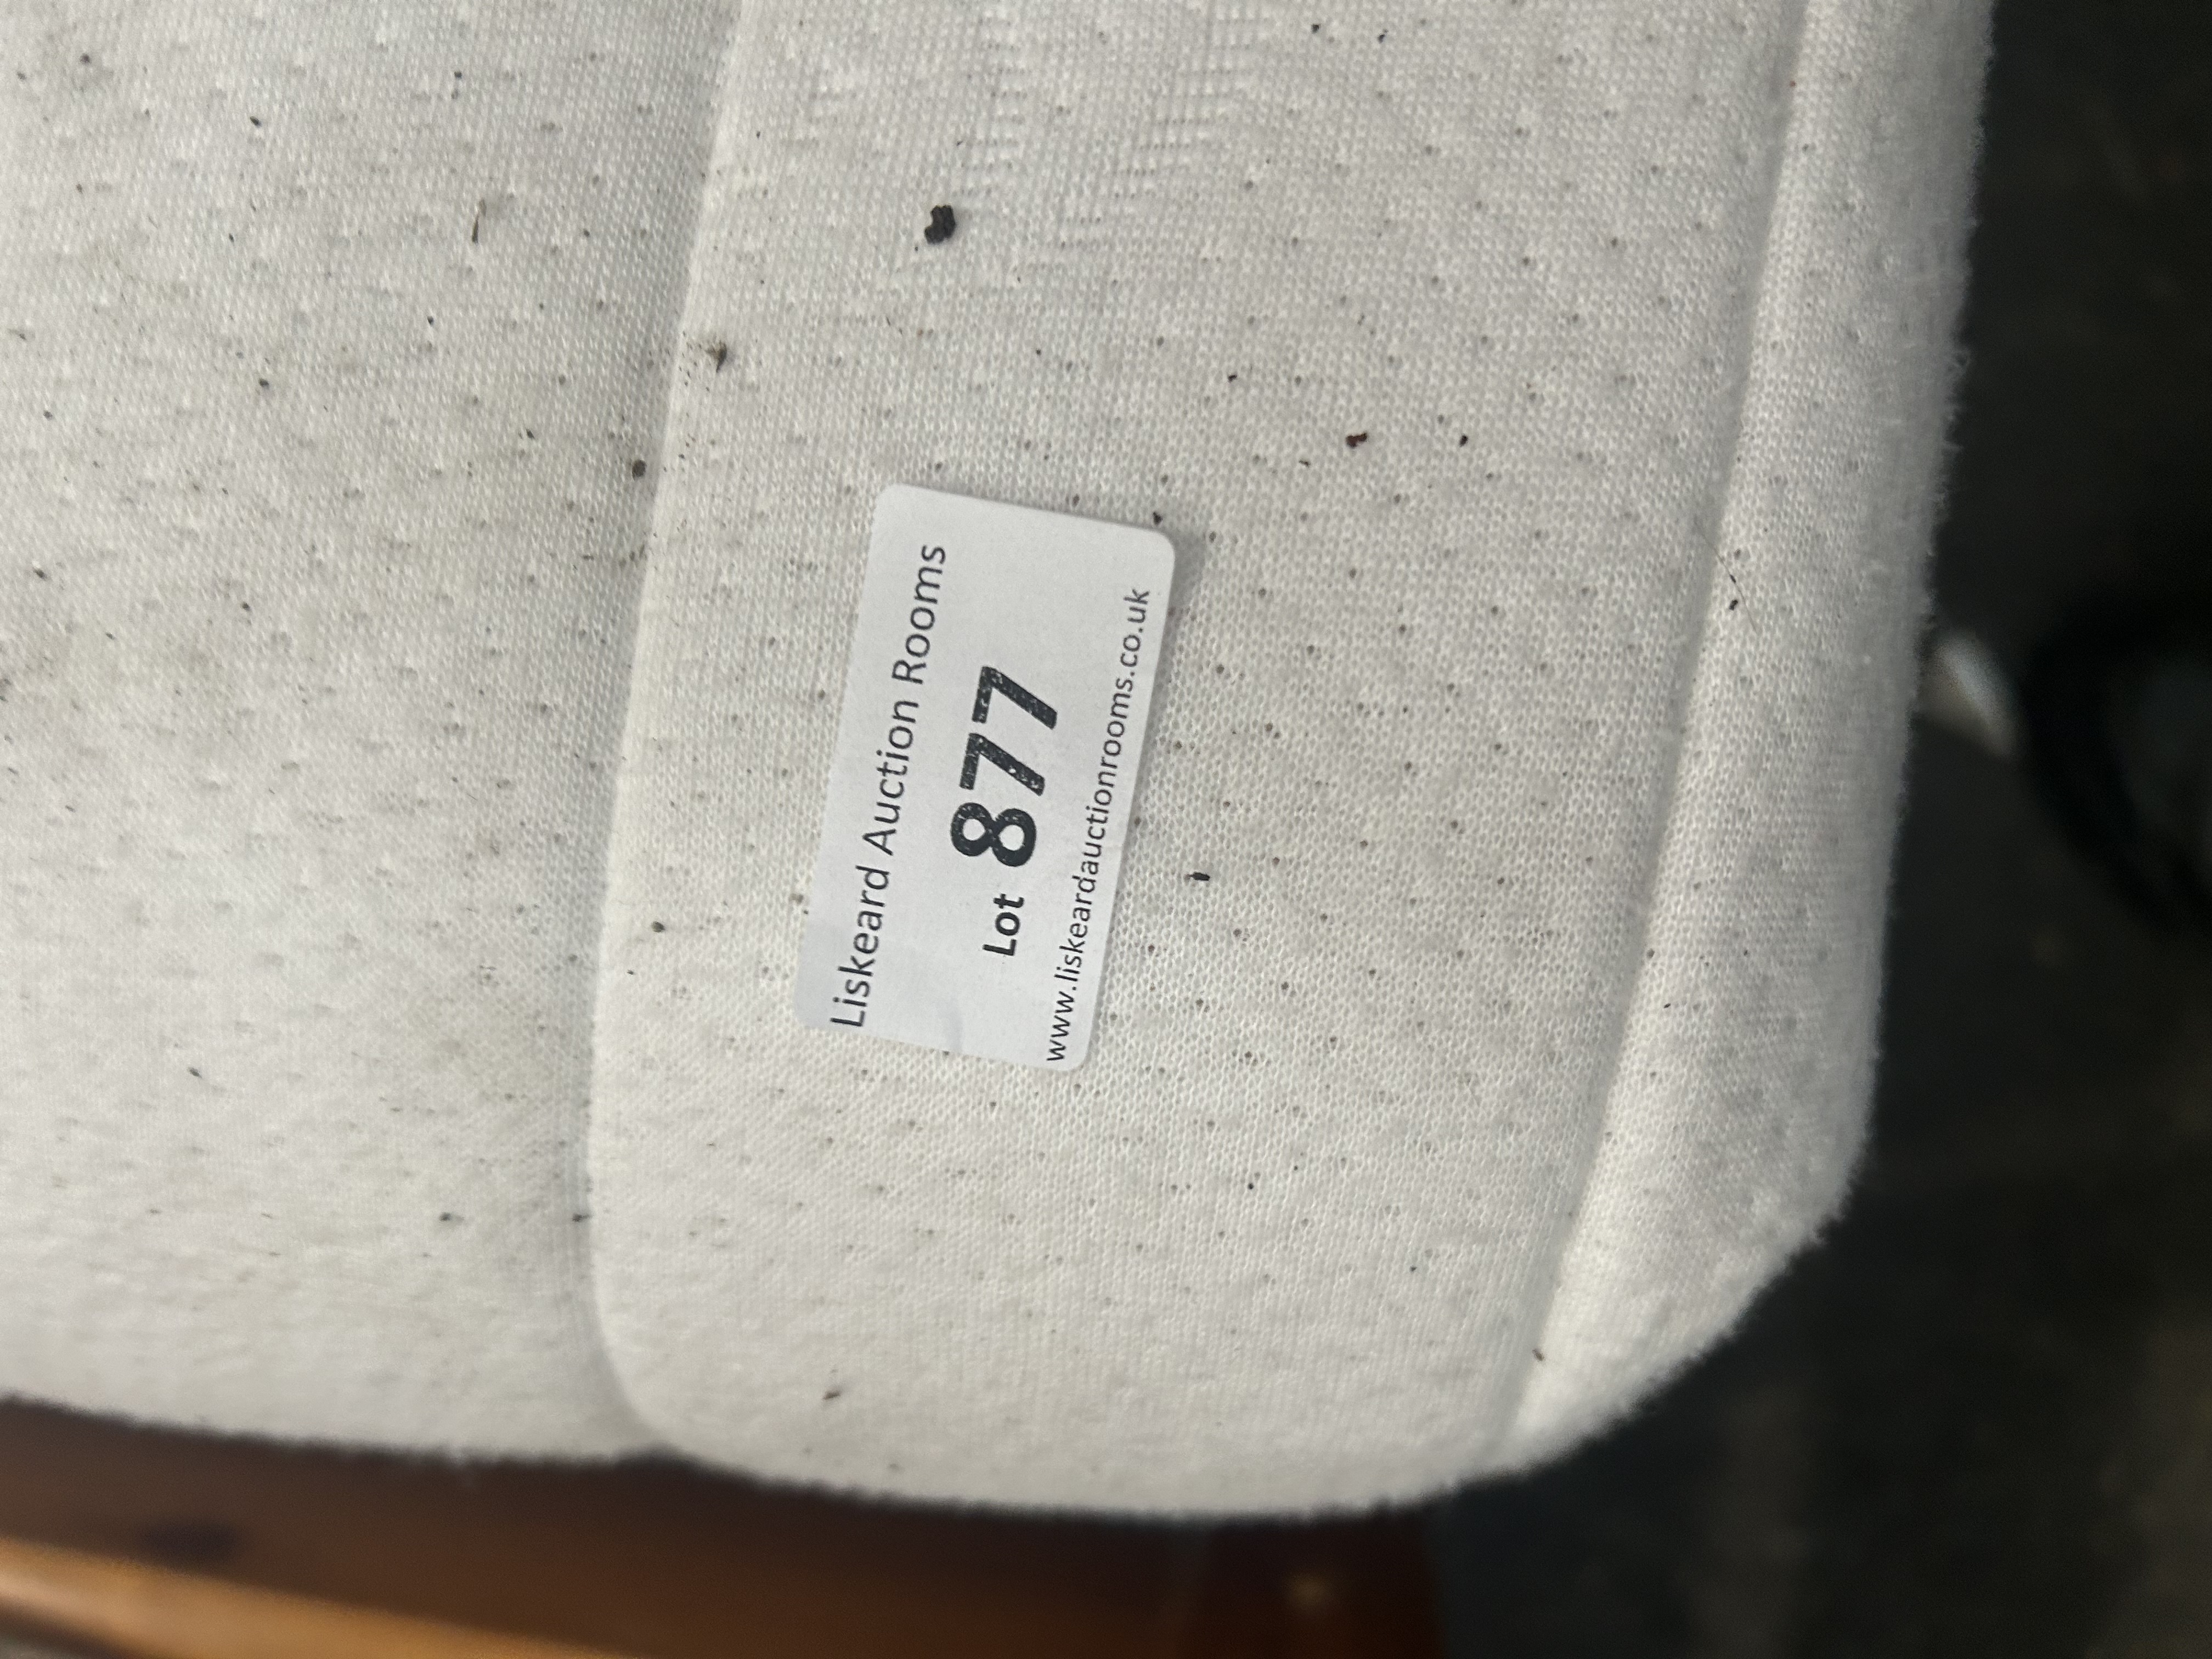 Liskeard Auction Rooms
Lot 877
www.liskeardauctionrooms.co.uk